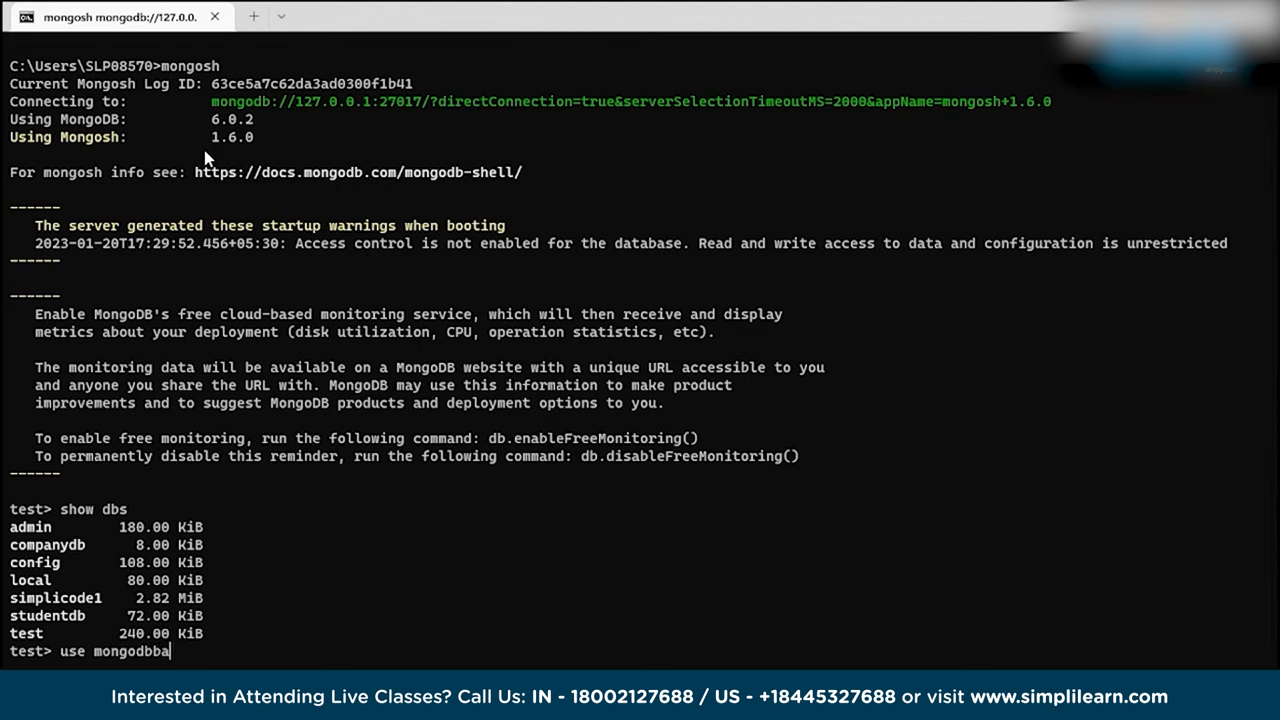 mongosh mongodb://127.0.0.
C:\Users\SLP08570>mongosh
Current Mongosh Log ID: 63ce5a7c62da3ad0300f1b41
Connecting to: mongodb://127.0.0.1:27017/?directConnection=true&serverSelectionTimeoutMS=2000&appName=mongosh+1.6.0
Using MongoDB: 6.0.2
Using Mongosh: 1.6.0
For mongosh info see: https://docs.mongodb.com/mongodb-shell/
------
The server generated these startup warnings when booting
2023-01-20T17:29:52.456+05:30: Access control is not enabled for the database. Read and write access to data and configuration is unrestricted
------
------
Enable MongoDB's free cloud-based monitoring service, which will then receive and display
metrics about your deployment (disk utilization, CPU, operation statistics, etc).
The monitoring data will be available on a MongoDB website with a unique URL accessible to you
and anyone you share the URL with. MongoDB may use this information to make product
improvements and to suggest MongoDB products and deployment options to you.
To enable free monitoring, run the following command: db.enableFreeMonitoring()
To permanently disable this reminder, run the following command: db.disableFreeMonitoring()
------
test> show dbs
admin 180.00 KiB
companydb 8.00 KiB
config 108.00 KiB
local 80.00 KiB
simplicode1 2.82 MiB
studentdb 72.00 KiB
test 240.00 KiB
test> use mongodbba
Interested in Attending Live Classes? Call Us: IN - 18002127688 / US - +18445327688 or visit www.simplilearn.com